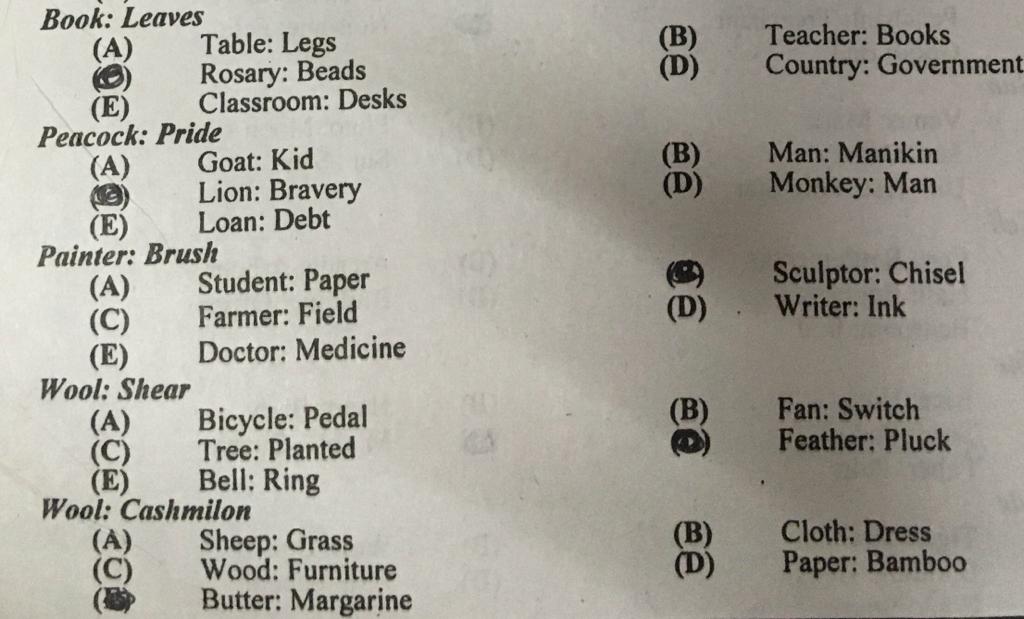 Book: Leaves
(A) Table: Legs (B) Teacher: Books
Rosary: Beads (D) Country: Government
(E) Classroom: Desks
Peacock: Pride
(A) Goat: Kid (B) Man: Manikin
Lion: Bravery (D) Monkey: Man
(E) Loan: Debt
Painter: Brush
(A) Student: Paper Sculptor: Chisel
(C) Farmer: Field (D) Writer: Ink
(E) Doctor: Medicine
Wool: Shear
(A) Bicycle: Pedal (B) Fan: Switch
(C) Tree: Planted Feather: Pluck
(E) Bell: Ring
Wool: Cashmilon
(A) Sheep: Grass (B) Cloth: Dress
(C) Wood: Furniture (D) Paper: Bamboo
Butter: Margarine